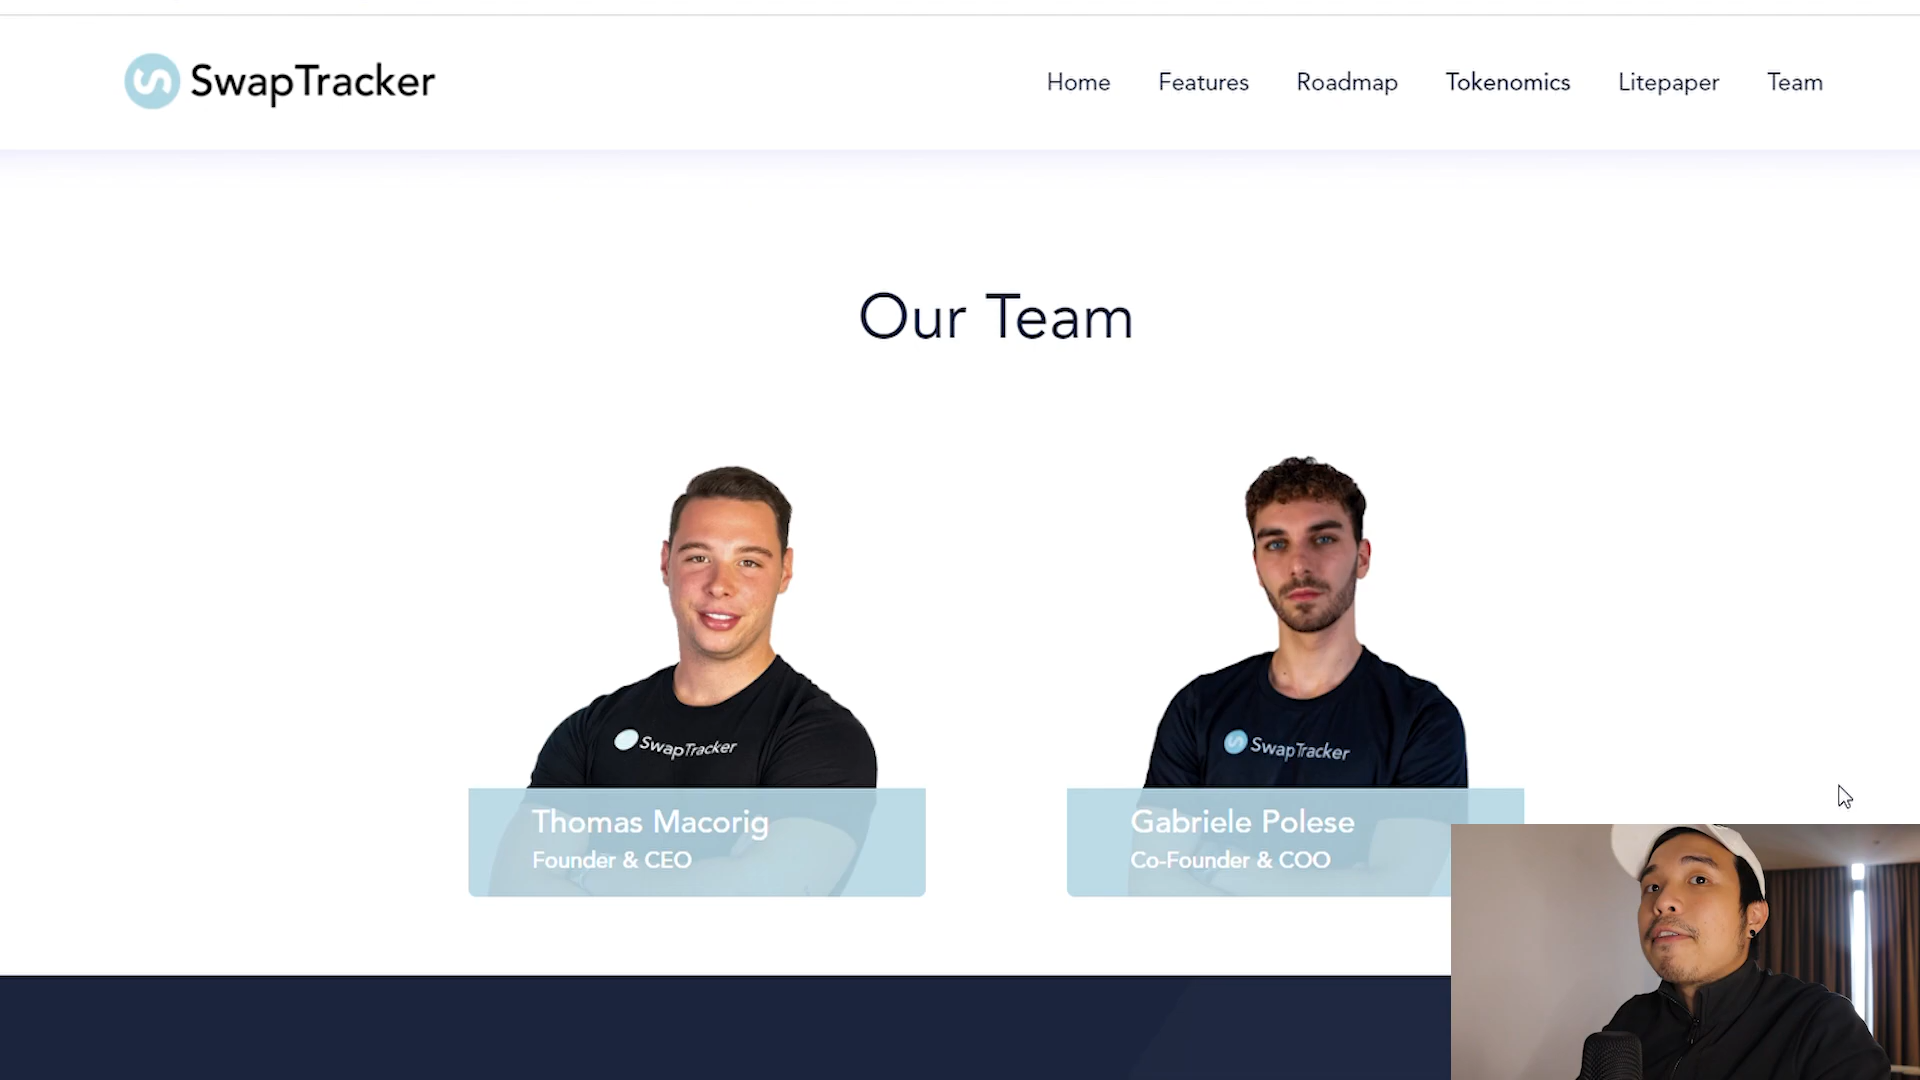 SwapTracker
Home Features Roadmap Tokenomics Litepaper Team
Our Team
SwapTracker
SwapTracker
Thomas Macorig
Founder & CEO
Gabriele Polese
Co-Founder & COO